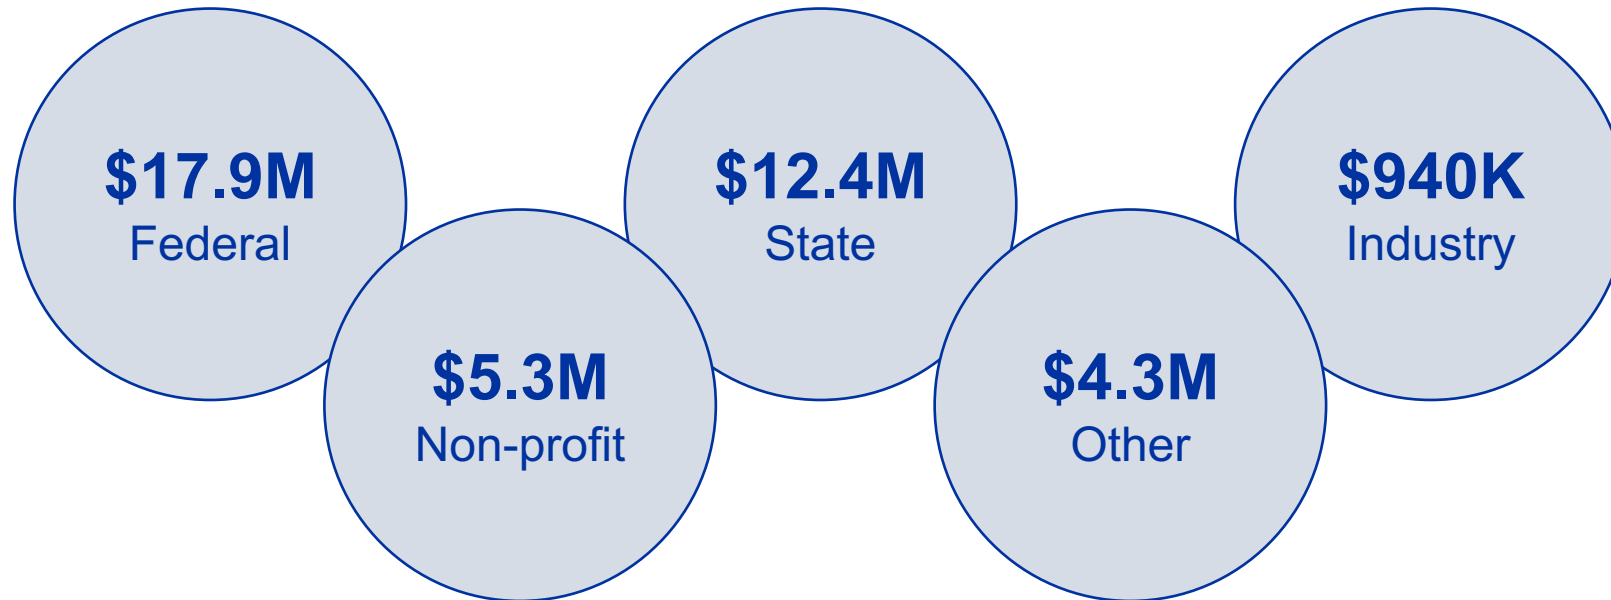 $17.9M
Federal
$5.3M
Non-profit
$12.4M
State
$4.3M
Other
$940K
Industry